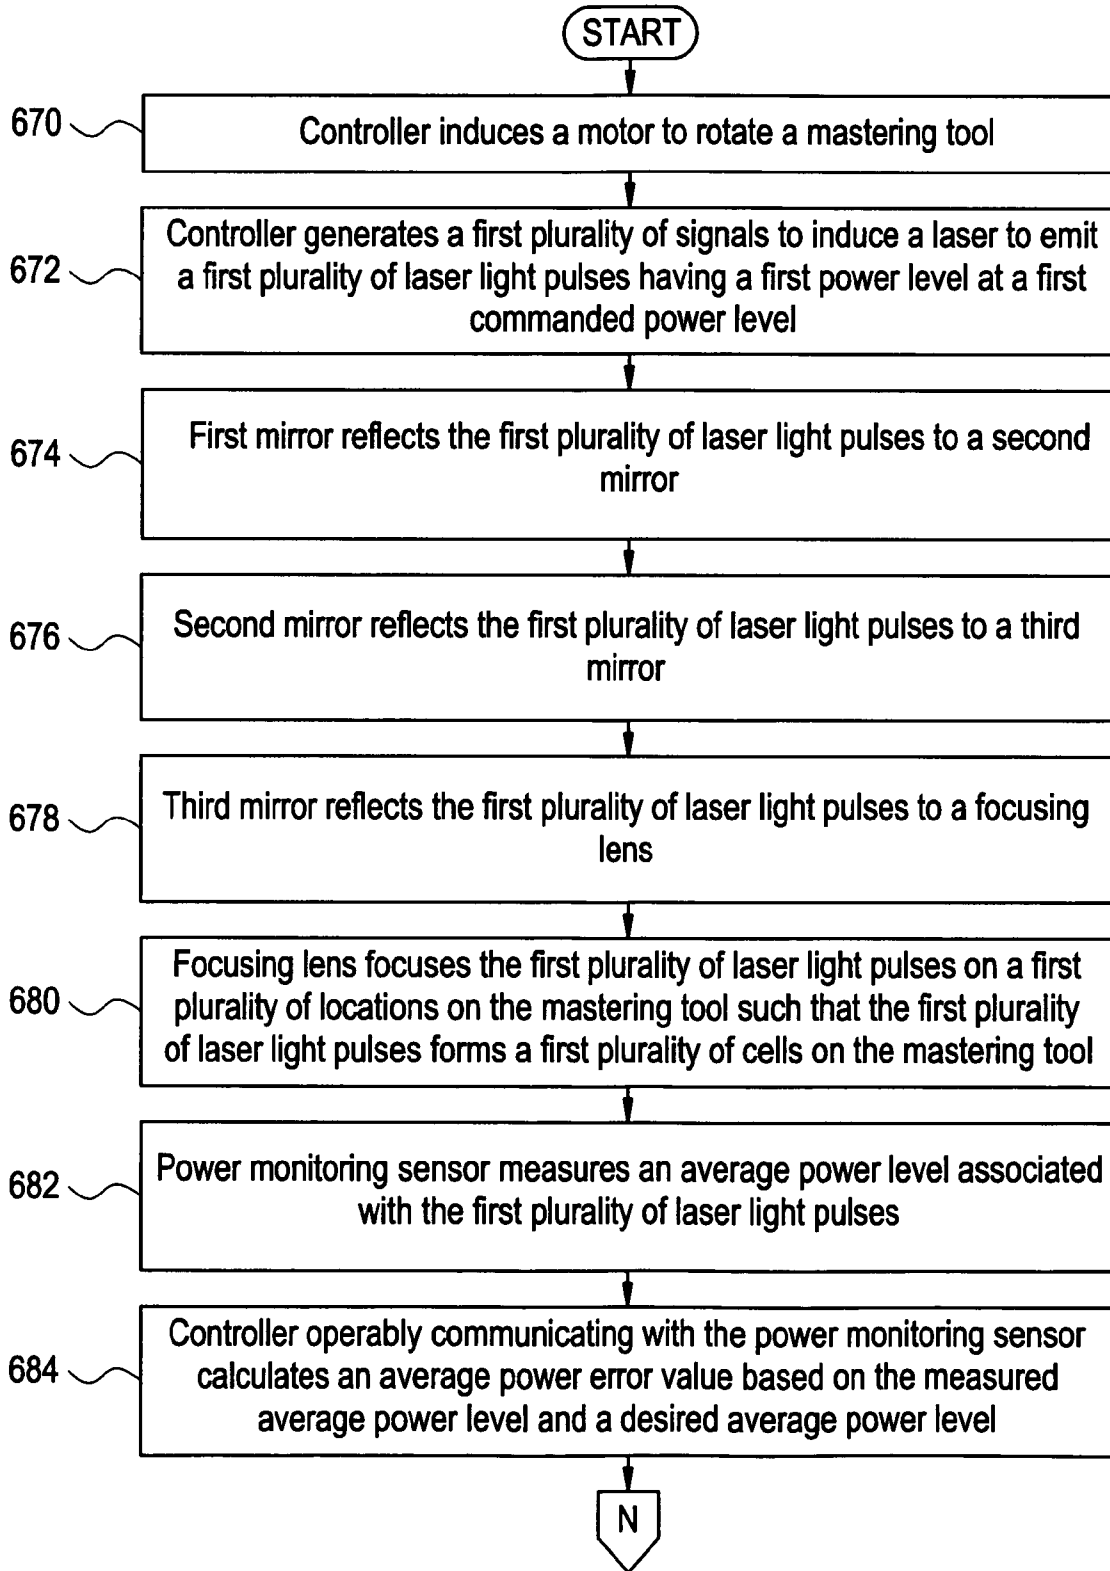 START
670
Controller induces a motor to rotate a mastering tool
672
Controller generates a first plurality of signals to induce a laser to emit
a first plurality of laser light pulses having a first power level at a first
commanded power level
674
First mirror reflects the first plurality of laser light pulses to a second
mirror
676
Second mirror reflects the first plurality of laser light pulses to a third
mirror
678
Third mirror reflects the first plurality of laser light pulses to a focusing
lens
680
Focusing lens focuses the first plurality of laser light pulses on a first
plurality of locations on the mastering tool such that the first plurality
of laser light pulses forms a first plurality of cells on the mastering tool
682
Power monitoring sensor measures an average power level associated
with the first plurality of laser light pulses
684
Controller operably communicating with the power monitoring sensor
calculates an average power error value based on the measured
average power level and a desired average power level
N